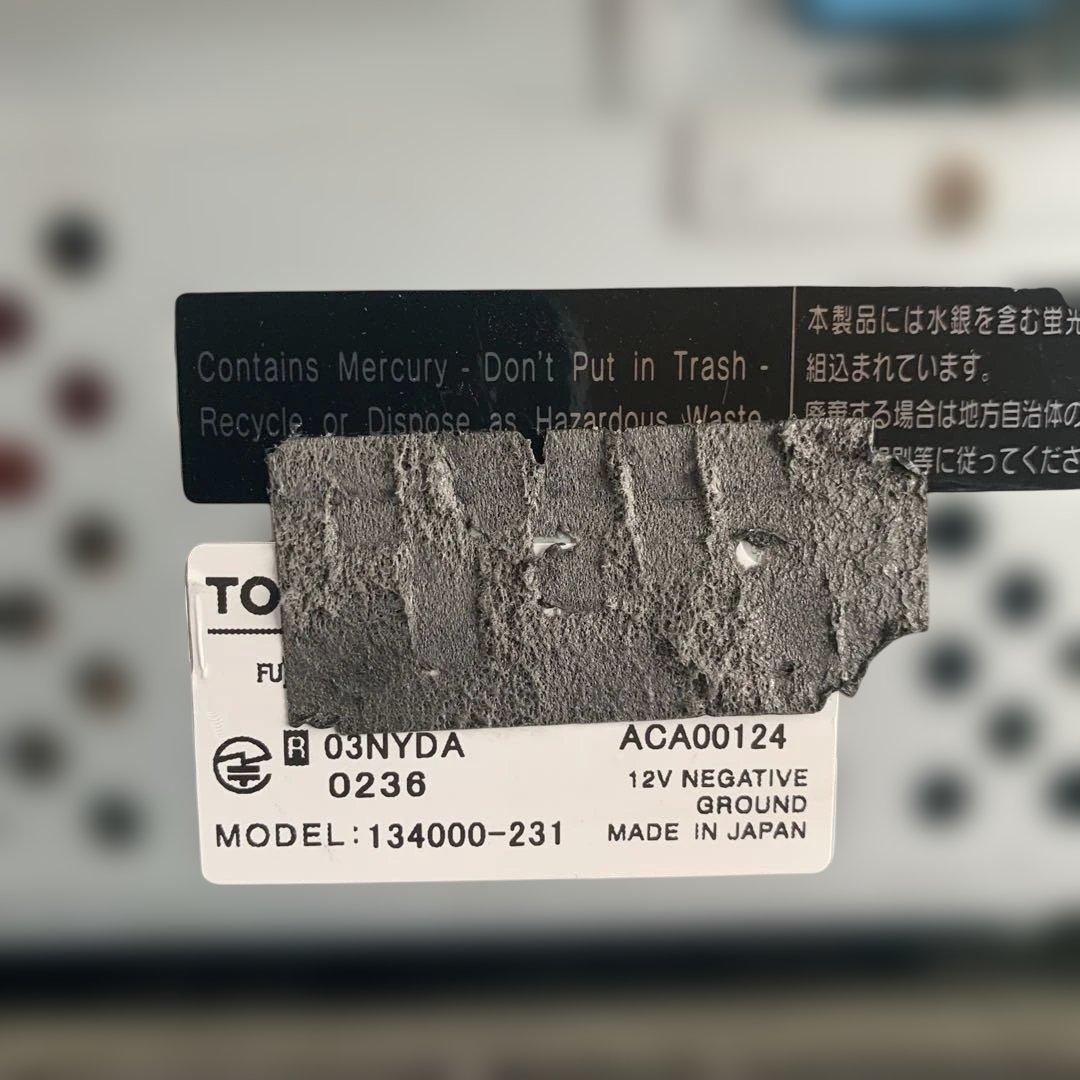 Contains Mercury - Don't Put in Trash -
Recycle or Dispose as Hazardous Waste
本製品には水銀を含む蛍光
組込まれています。
廃棄する場合は地方自治体の
等に従ってくださ
TO
FU
R 03NYDA
0236
MODEL:134000-231
ACA00124
12V NEGATIVE
GROUND
MADE IN JAPAN